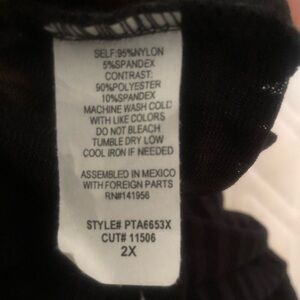 SELF:95%NYLON
5%SPANDEX
CONTRAST:
90%POLYESTER
10%SPANDEX
MACHINE WASH COLD
WITH LIKE COLORS
DO NOT BLEACH
TUMBLE DRY LOW
COOL IRON IF NEEDED
ASSEMBLED IN MEXICO
WITH FOREIGN PARTS
RN#141956
STYLE# PTA6653X
CUT# 11506
2X